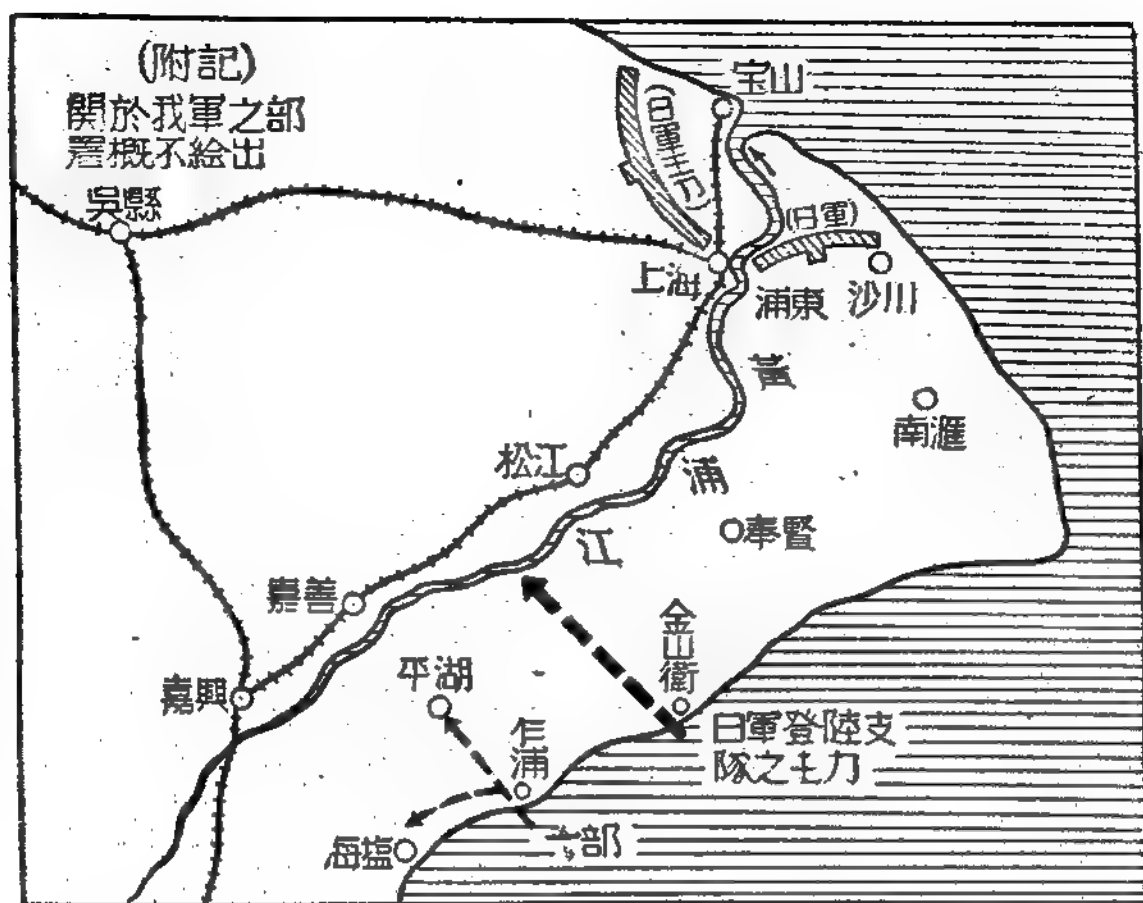 (附記)
関於我軍之部
署概不絵出
宝山
(日軍主力)
吳縣
(日軍)
上海
浦東
沙川
黃浦江
南滙
松江
奉賢
嘉善
金山衛
平湖
嘉興
乍浦
日軍登陸支
隊之主力
海塩
一部